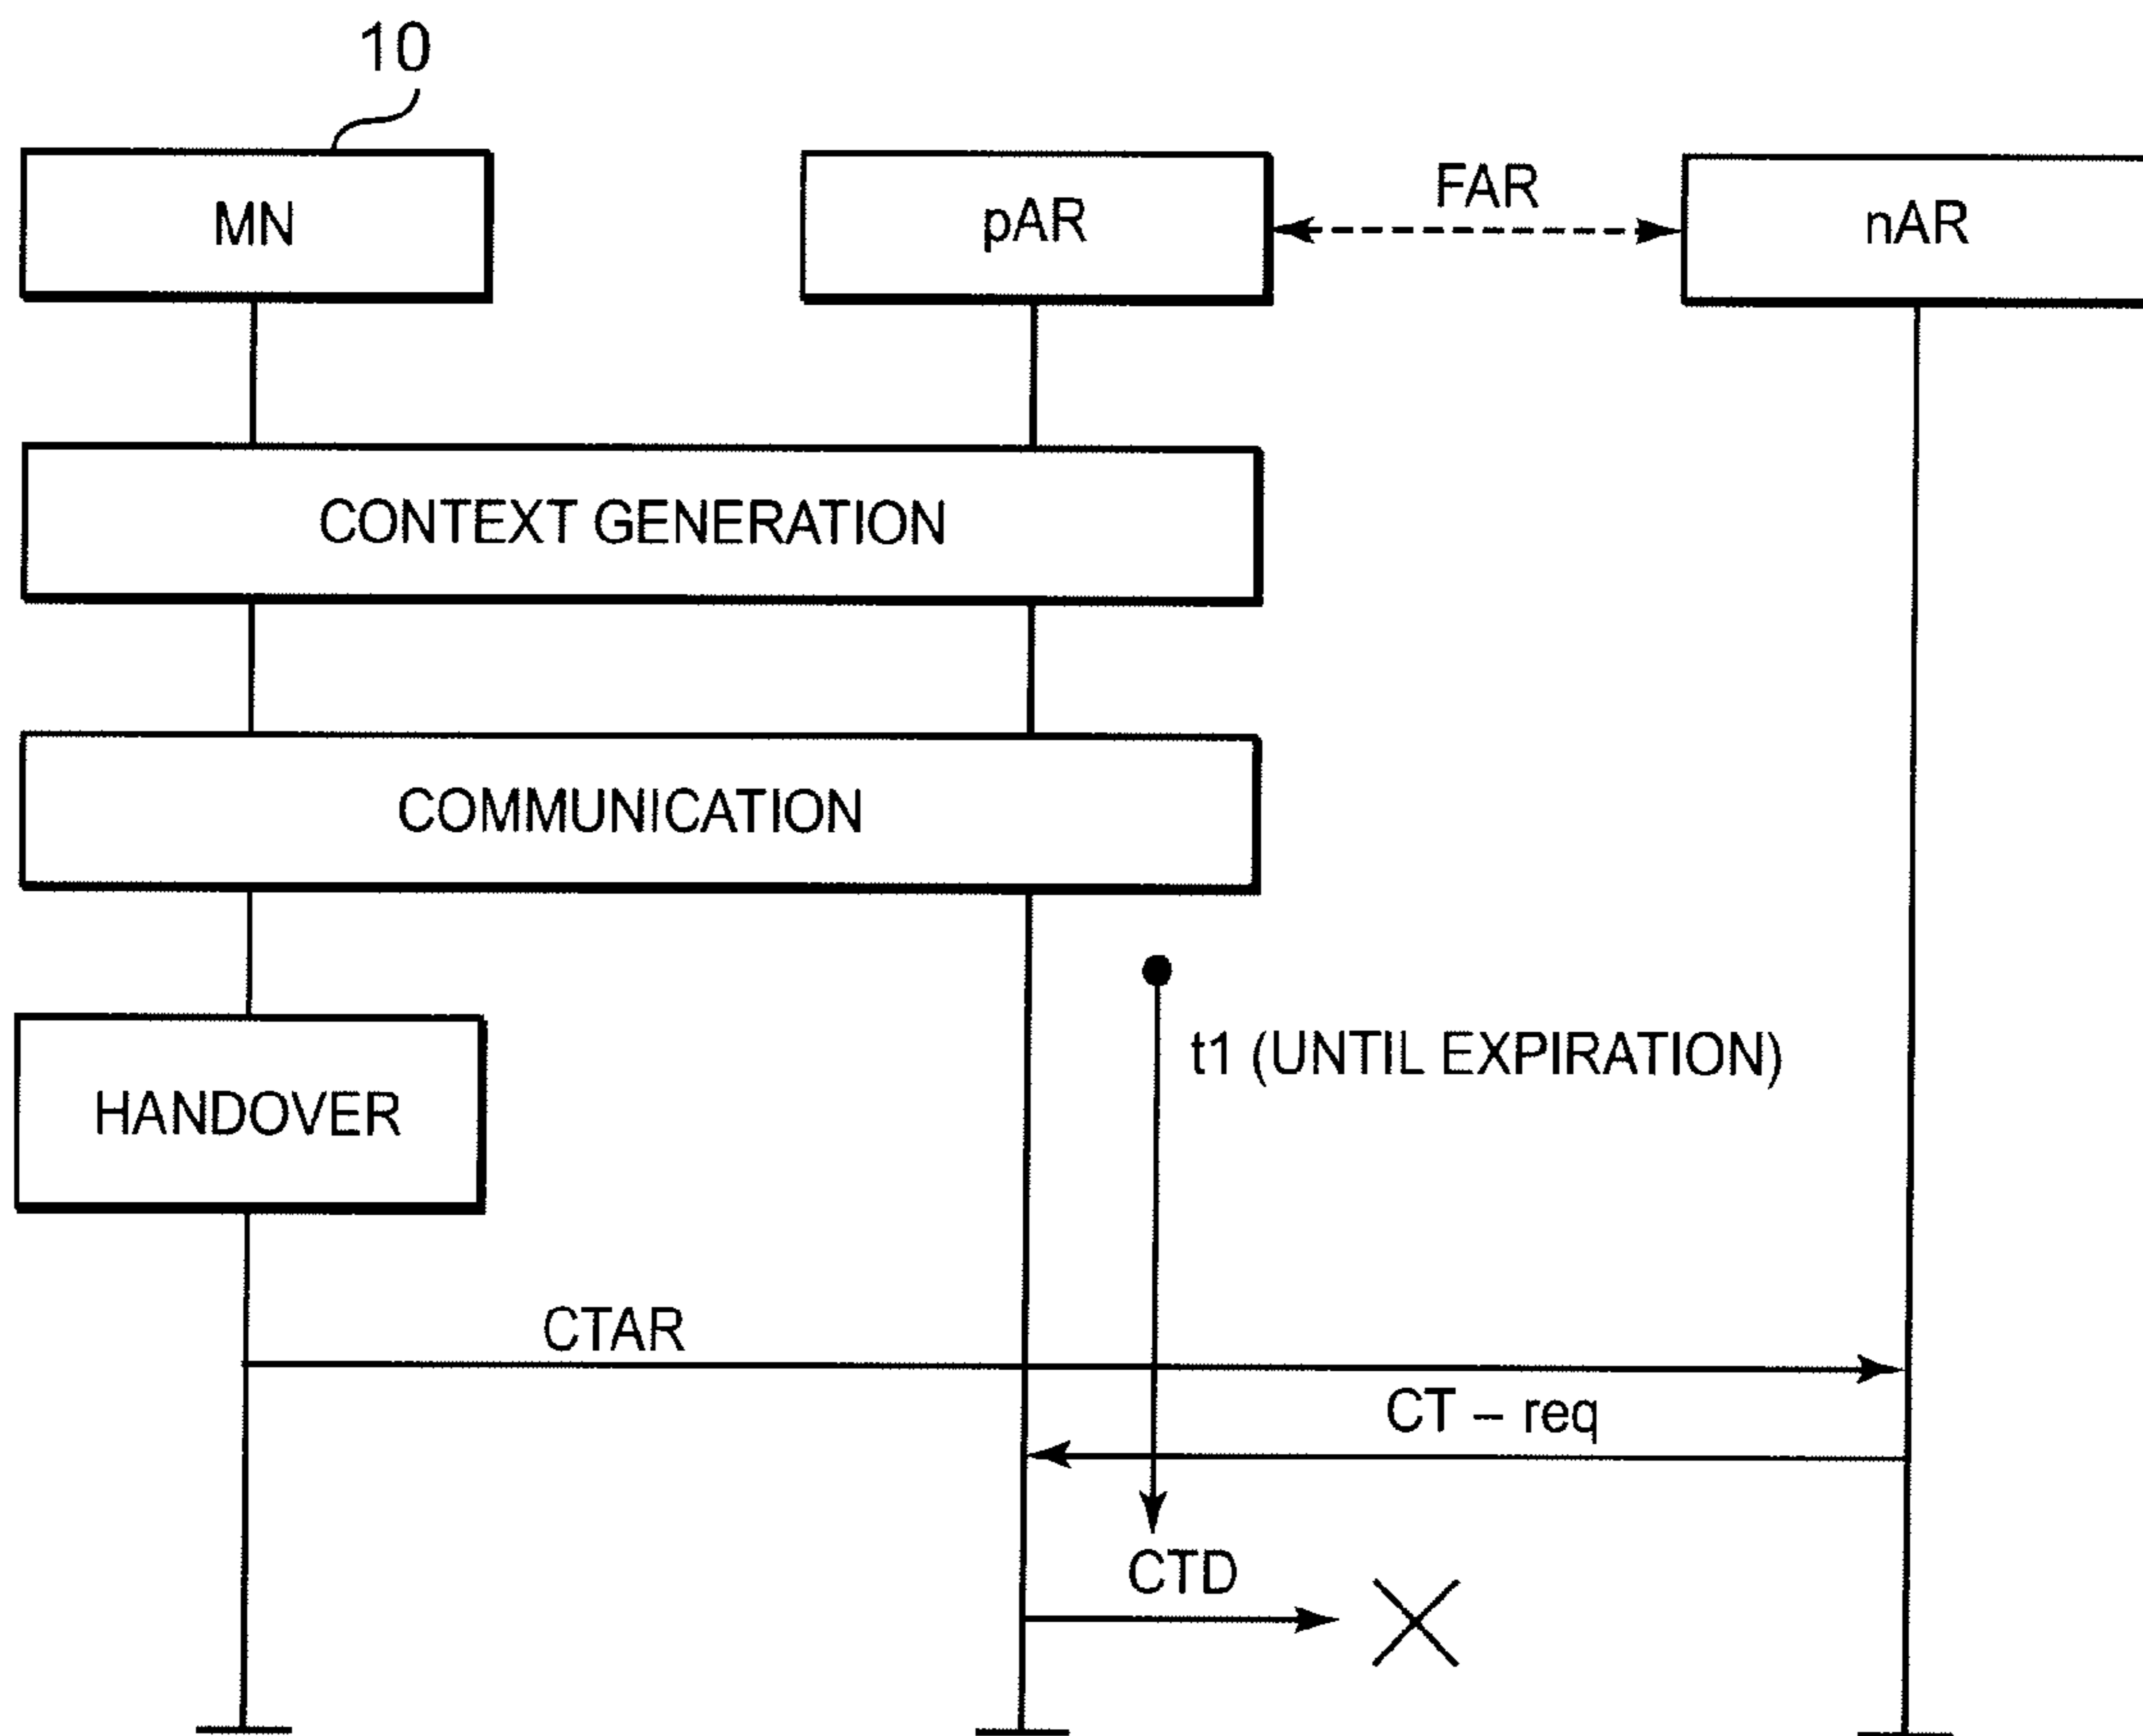 10
MN
pAR
FAR
nAR
CONTEXT GENERATION
COMMUNICATION
t1 (UNTIL EXPIRATION)
HANDOVER
CTAR
CT – req
CTD